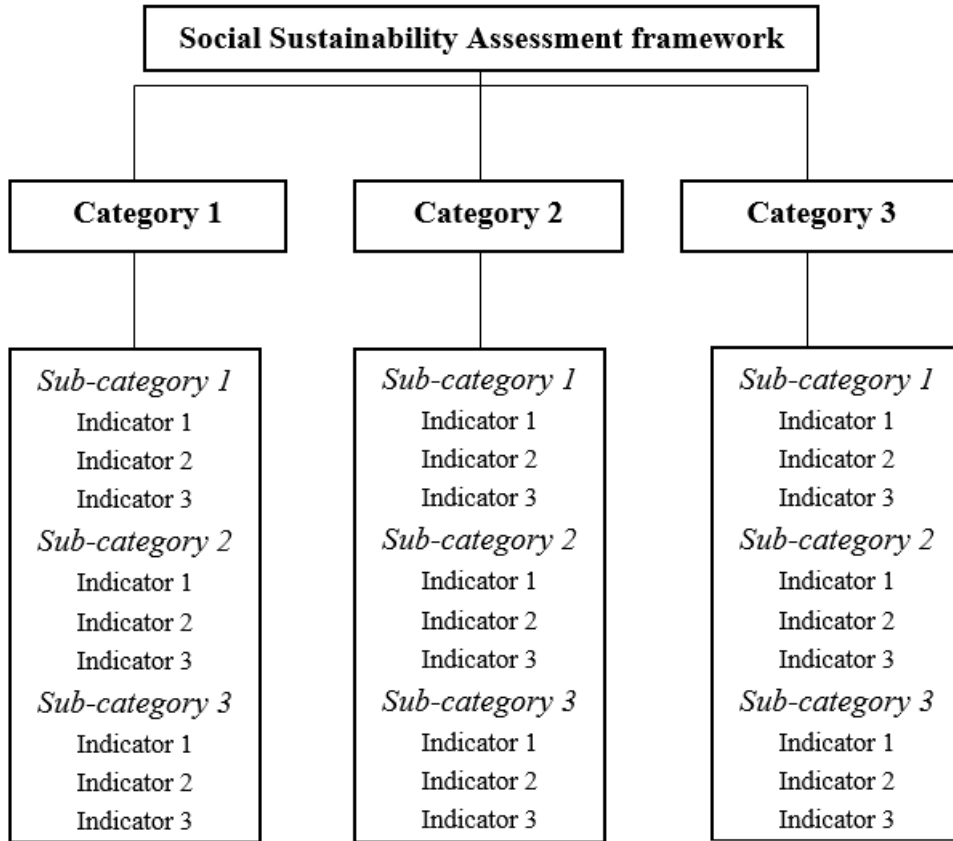 Social Sustainability Assessment framework
Category 1
Category 2
Category 3
Sub-category 1
Indicator 1
Indicator 2
Indicator 3
Sub-category 2
Indicator 1
Indicator 2
Indicator 3
Sub-category 3
Indicator 1
Indicator 2
Indicator 3
Sub-category 1
Indicator 1
Indicator 2
Indicator 3
Sub-category 2
Indicator 1
Indicator 2
Indicator 3
Sub-category 3
Indicator 1
Indicator 2
Indicator 3
Sub-category 1
Indicator 1
Indicator 2
Indicator 3
Sub-category 2
Indicator 1
Indicator 2
Indicator 3
Sub-category 3
Indicator 1
Indicator 2
Indicator 3